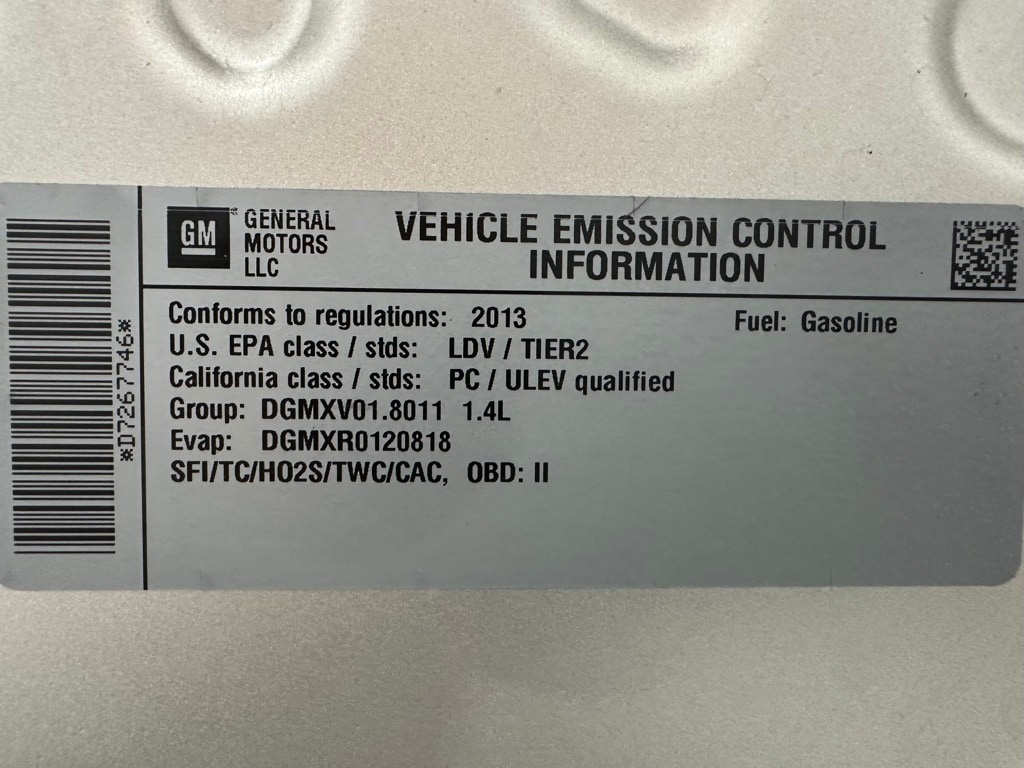 GM
GENERAL
MOTORS
LLC
VEHICLE EMISSION CONTROL
INFORMATION
Conforms to regulations: 2013
Fuel: Gasoline
U.S. EPA class / stds: LDV / TIER2
California class / stds: PC / ULEV qualified
Group: DGMXV01.8011 1.4L
Evap: DGMXR0120818
SFI/TC/HO2S/TWC/CAC, OBD: II
*D7267746*